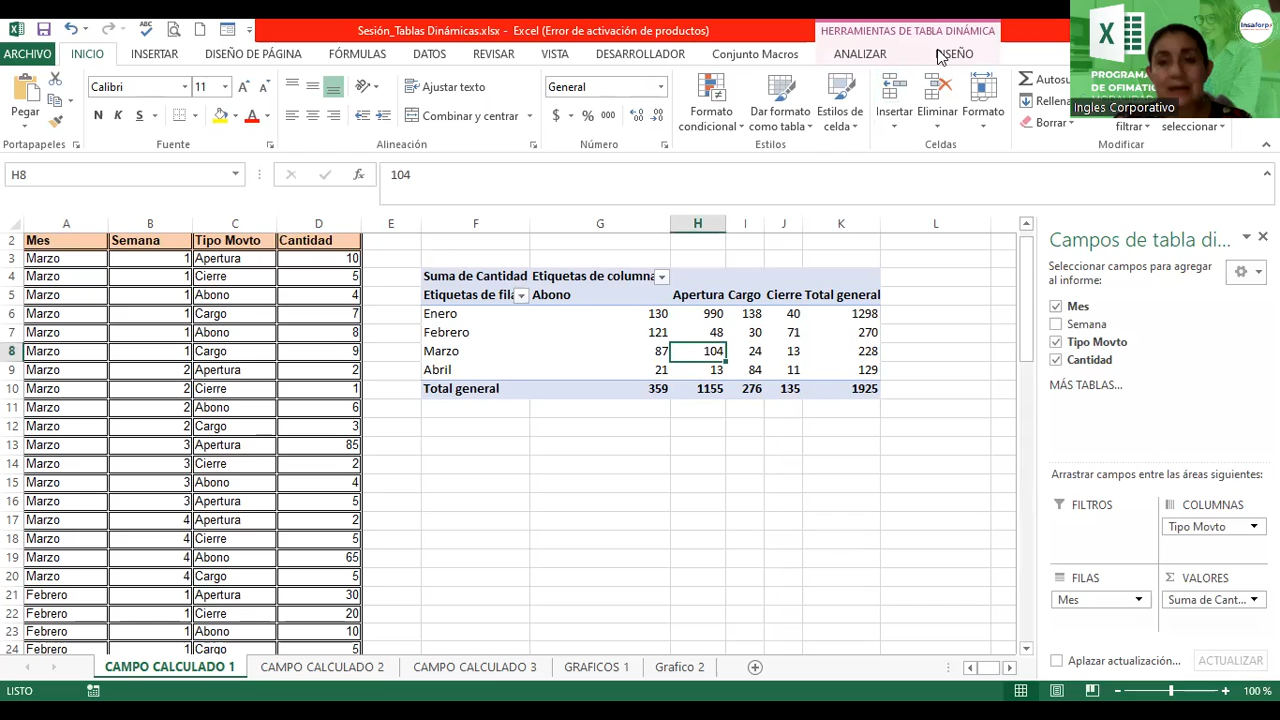 Sesión_Tablas Dinámicas.xlsx - Excel (Error de activación de productos)
HERRAMIENTAS DE TABLA DINÁMICA
ARCHIVO INICIO INSERTAR DISEÑO DE PÁGINA FÓRMULAS DATOS REVISAR VISTA DESARROLLADOR Conjunto Macros ANALIZAR DISEÑO
Calibri 11 Ajustar texto General
Pegar N K S Combinar y centrar $ % 000
Formato condicional Dar formato como tabla Estilos de celda Insertar Eliminar Formato
Borrar filtrar seleccionar
Portapapeles Fuente Alineación Número Estilos Celdas Modificar
PROGRAMA
DE OFIMATIC
Ingles Corporativo
Insaforp
H8 fx 104
A B C D E F G H I J K L
2 Mes Semana Tipo Movto Cantidad
3 Marzo 1 Apertura 10
4 Marzo 1 Cierre 5 Suma de Cantidad Etiquetas de columna
5 Marzo 1 Abono 4 Etiquetas de fila Abono Apertura Cargo Cierre Total general
6 Marzo 1 Cargo 7 Enero 130 990 138 40 1298
7 Marzo 1 Abono 8 Febrero 121 48 30 71 270
8 Marzo 1 Cargo 9 Marzo 87 104 24 13 228
9 Marzo 2 Apertura 2 Abril 21 13 84 11 129
10 Marzo 2 Cierre 1 Total general 359 1155 276 135 1925
11 Marzo 2 Abono 6
12 Marzo 2 Cargo 3
13 Marzo 3 Apertura 85
14 Marzo 3 Cierre 2
15 Marzo 3 Abono 4
16 Marzo 3 Apertura 5
17 Marzo 4 Apertura 2
18 Marzo 4 Cierre 5
19 Marzo 4 Abono 65
20 Marzo 4 Cargo 5
21 Febrero 1 Apertura 30
22 Febrero 1 Cierre 20
23 Febrero 1 Abono 10
24 Febrero 1 Cargo 5
Campos de tabla di...
Seleccionar campos para agregar
al informe:
Mes
Semana
Tipo Movto
Cantidad
MÁS TABLAS...
Arrastrar campos entre las áreas siguientes:
FILTROS COLUMNAS
Tipo Movto
FILAS VALORES
Mes Suma de Cant...
Aplazar actualización... ACTUALIZAR
CAMPO CALCULADO 1 CAMPO CALCULADO 2 CAMPO CALCULADO 3 GRAFICOS 1 Grafico 2
LISTO 100 %